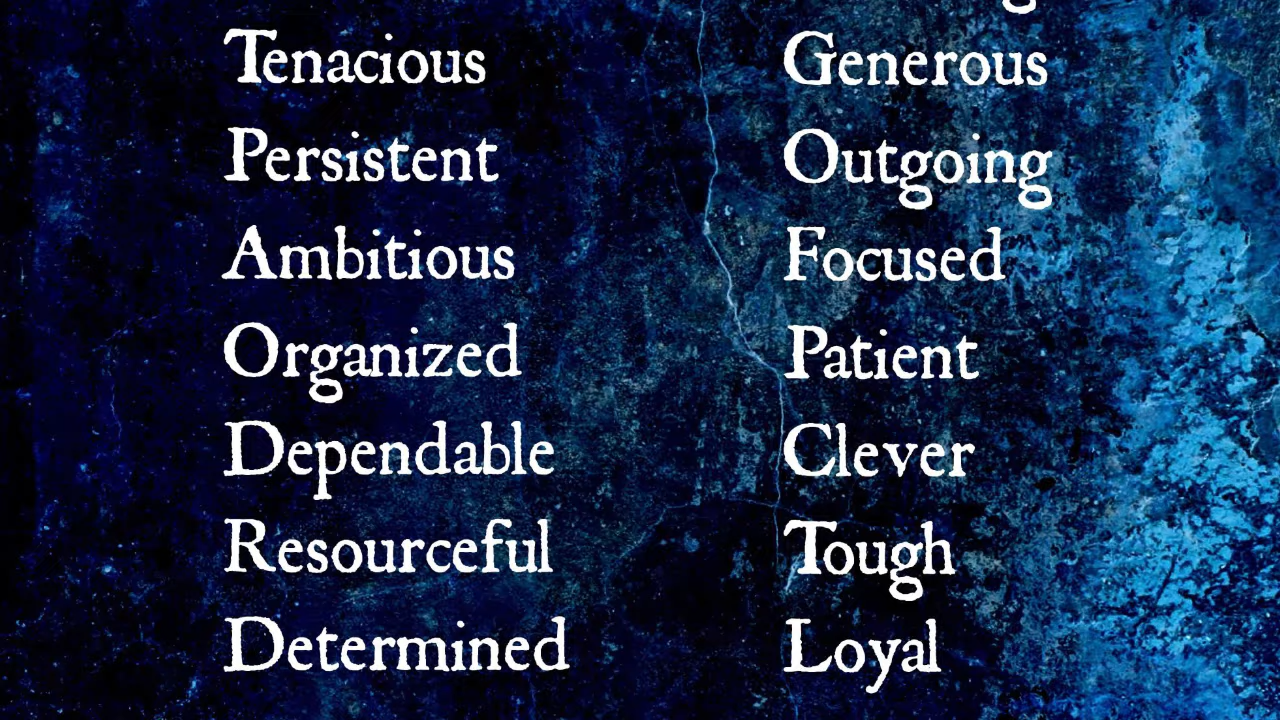 Tenacious
Persistent
Ambitious
Organized
Dependable
Resourceful
Determined
Generous
Outgoing
Focused
Patient
Clever
Tough
Loyal